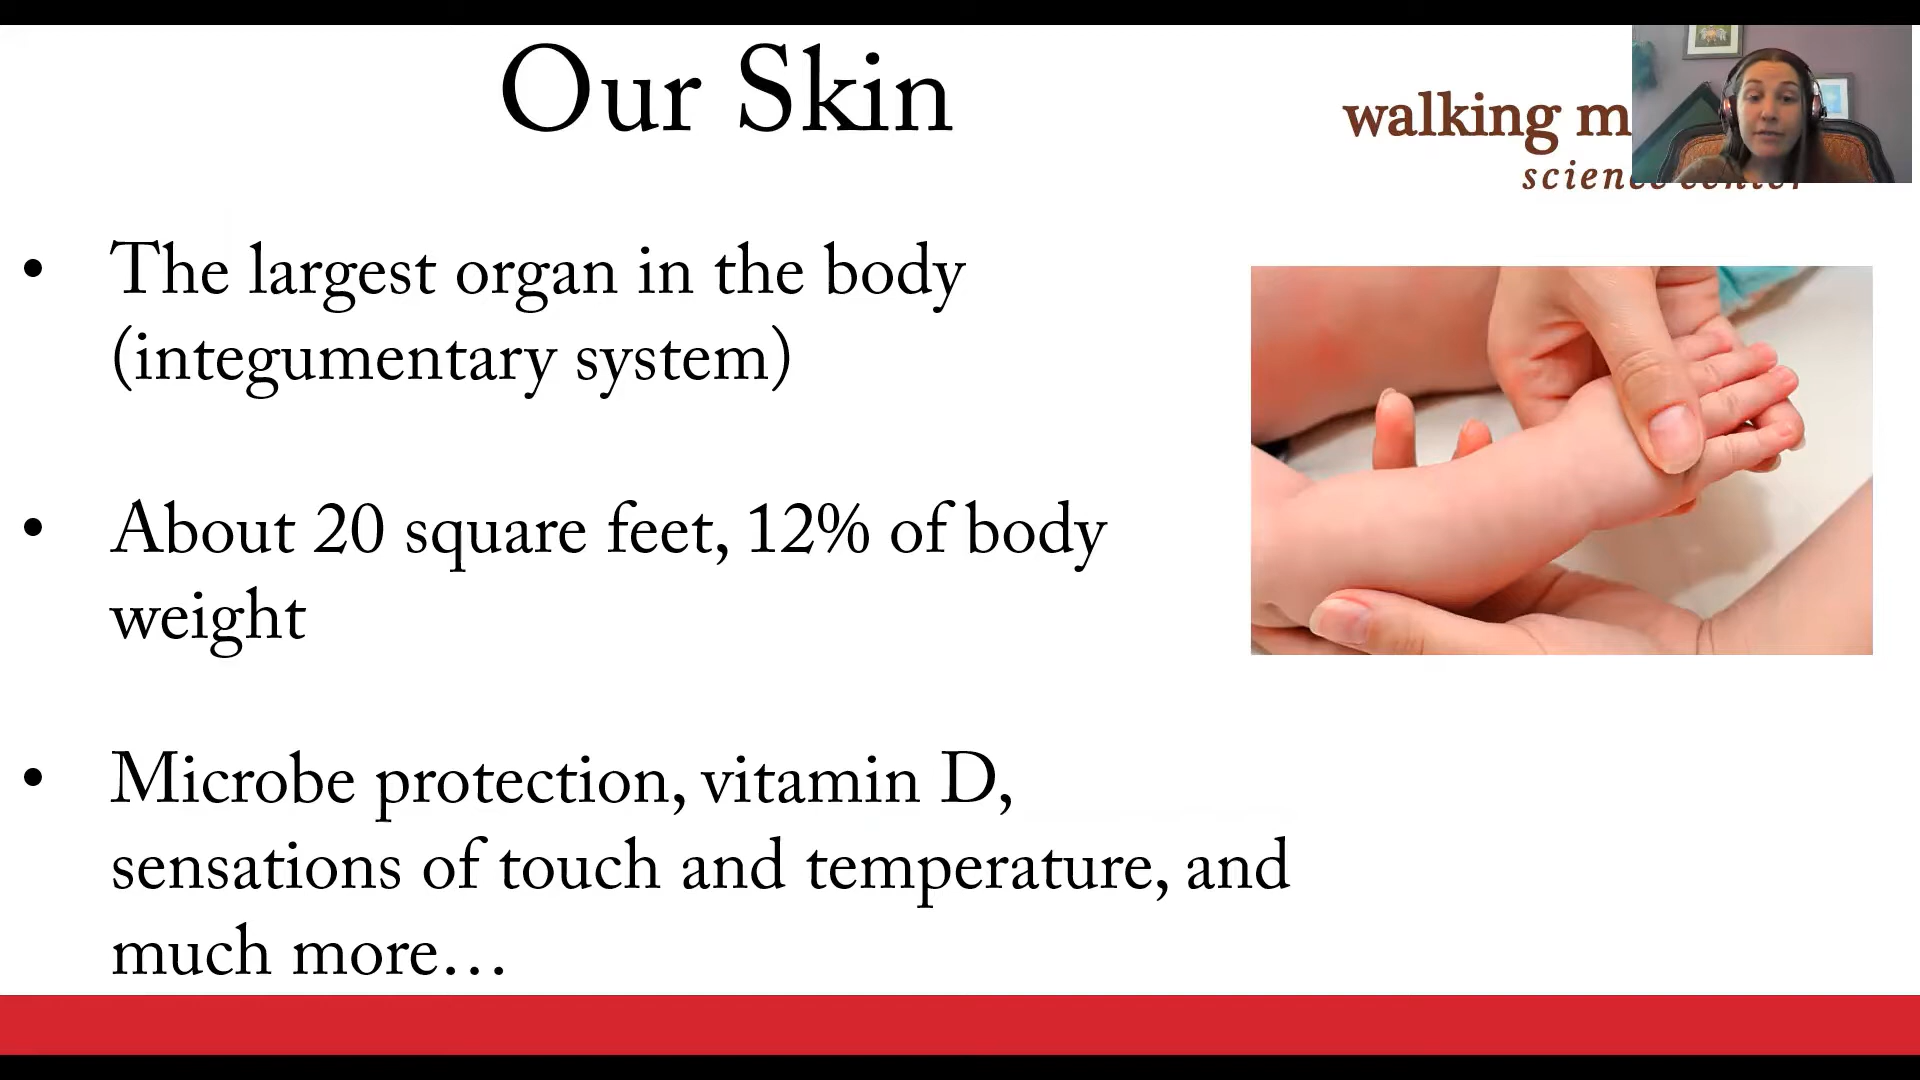 Our Skin
walking m
science center
• The largest organ in the body
(integumentary system)
• About 20 square feet, 12% of body
weight
• Microbe protection, vitamin D,
sensations of touch and temperature, and
much more…